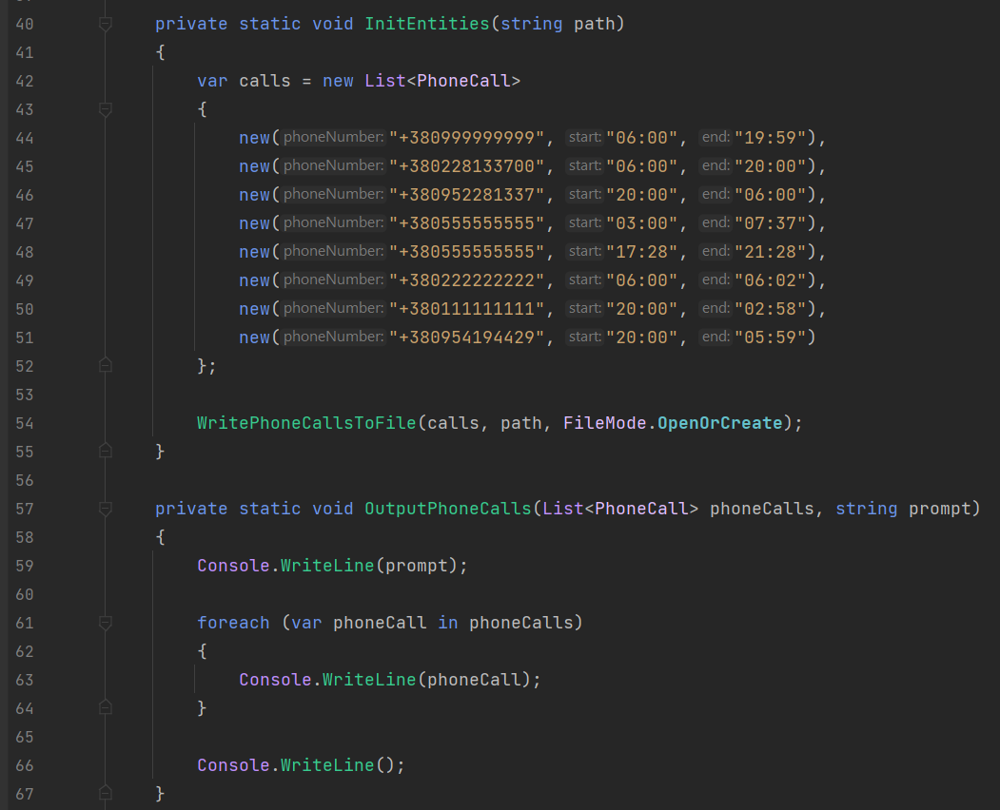 40 private static void InitEntities(string path)
41 {
42 var calls = new List<PhoneCall>
43 {
44 new(phoneNumber: "+380999999999", start: "06:00", end: "19:59"),
45 new(phoneNumber: "+380228133700", start: "06:00", end: "20:00"),
46 new(phoneNumber: "+380952281337", start: "20:00", end: "06:00"),
47 new(phoneNumber: "+380555555555", start: "03:00", end: "07:37"),
48 new(phoneNumber: "+380555555555", start: "17:28", end: "21:28"),
49 new(phoneNumber: "+380222222222", start: "06:00", end: "06:02"),
50 new(phoneNumber: "+380111111111", start: "20:00", end: "02:58"),
51 new(phoneNumber: "+380954194429", start: "20:00", end: "05:59")
52 };
53
54 WritePhoneCallsToFile(calls, path, FileMode.OpenOrCreate);
55 }
56
57 private static void OutputPhoneCalls(List<PhoneCall> phoneCalls, string prompt)
58 {
59 Console.WriteLine(prompt);
60
61 foreach (var phoneCall in phoneCalls)
62 {
63 Console.WriteLine(phoneCall);
64 }
65
66 Console.WriteLine();
67 }